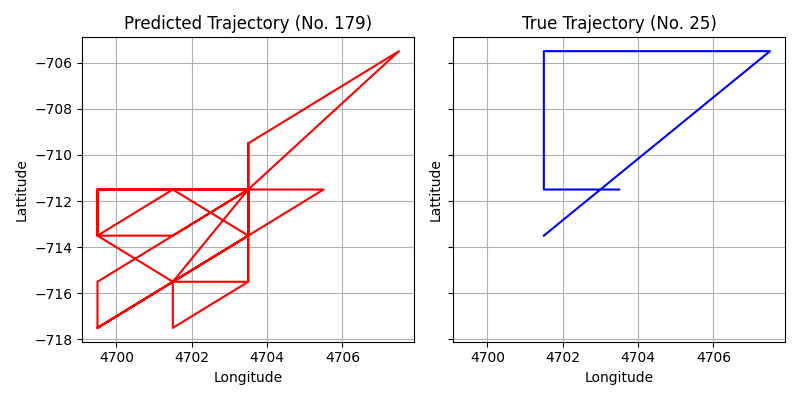 Predicted Trajectory (No. 179)
True Trajectory (No. 25)
Lattitude
−706
−708
−710
−712
−714
−716
−718
4700
4702
4704
4706
Longitude
Lattitude
4700
4702
4704
4706
Longitude